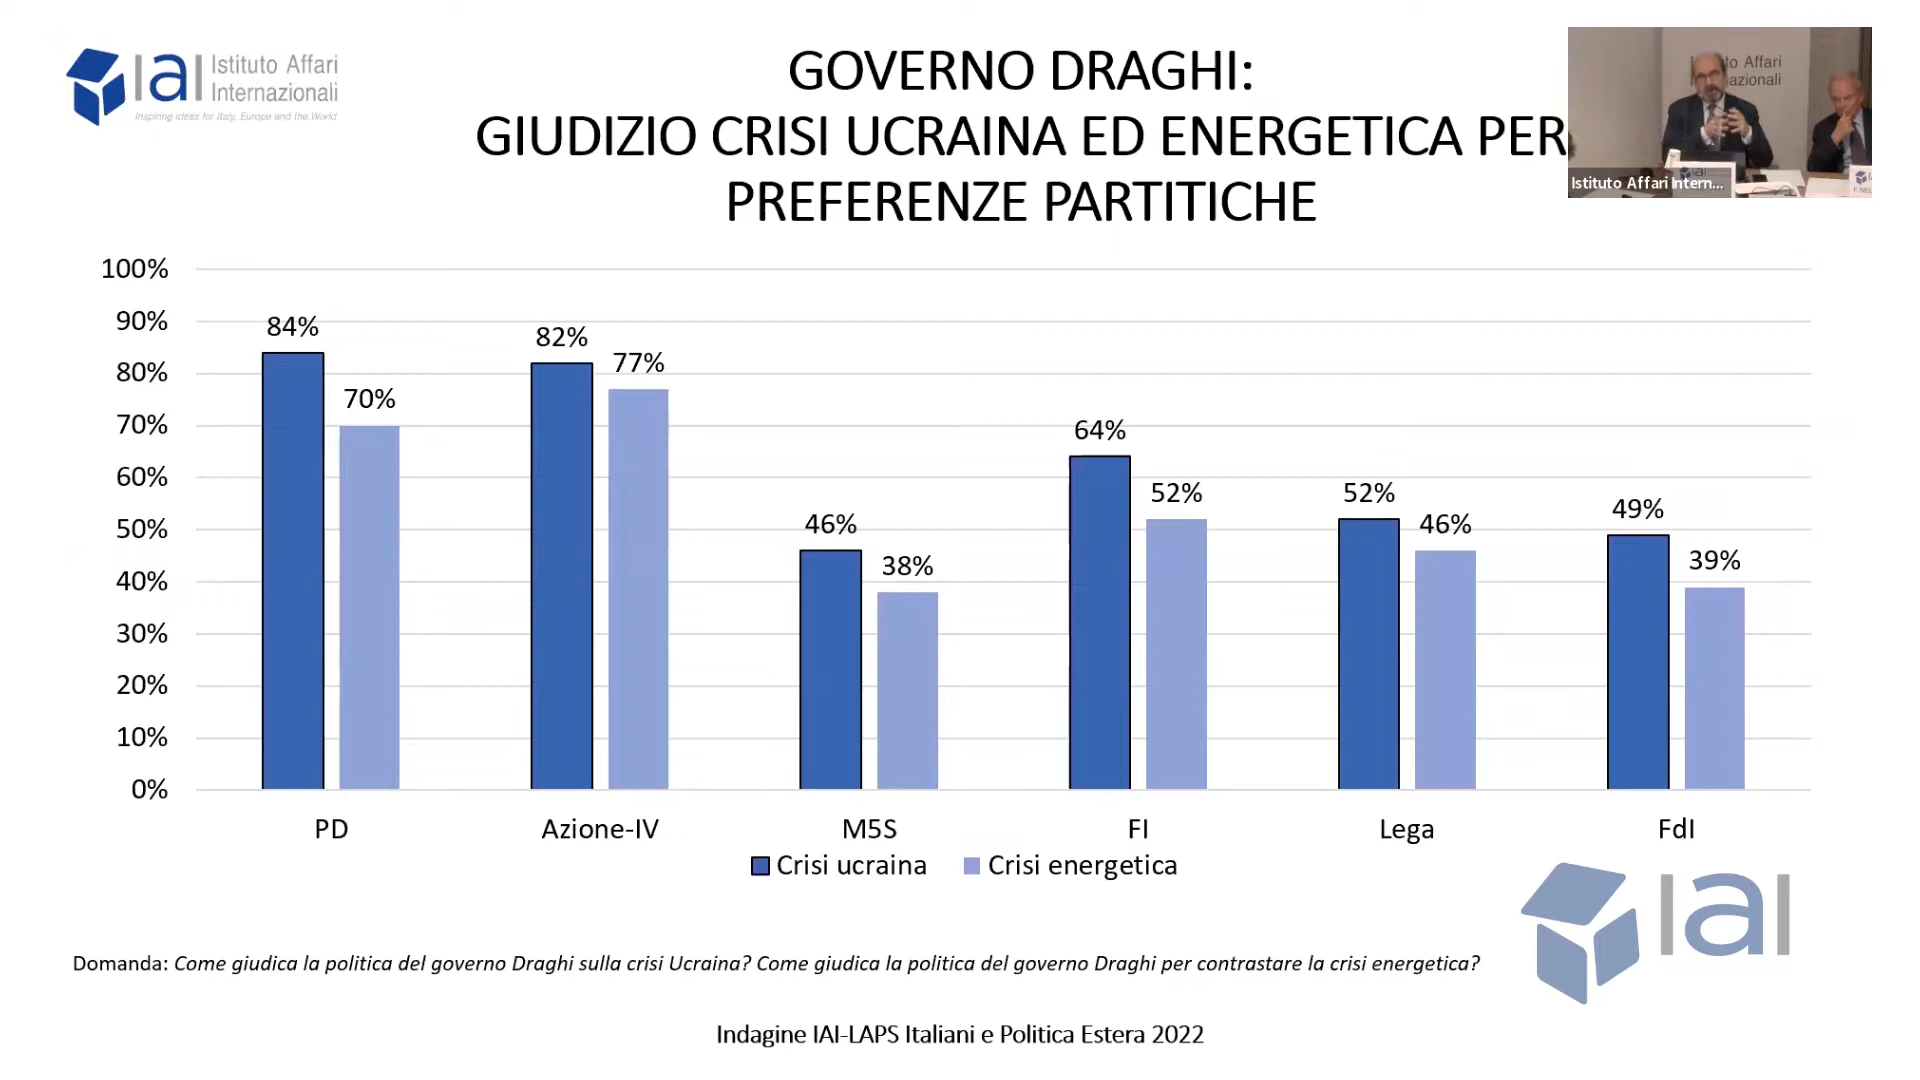 IAI Istituto Affari
Internazionali
Inspiring ideas for Italy, Europe and the World
GOVERNO DRAGHI:
GIUDIZIO CRISI UCRAINA ED ENERGETICA PER
PREFERENZE PARTITICHE
Istituto Affari Intern...
100%
90%
80%
70%
60%
50%
40%
30%
20%
10%
0%
84%
70%
82%
77%
46%
38%
64%
52%
52%
46%
49%
39%
PD
Azione-IV
M5S
FI
Lega
FdI
Crisi ucraina
Crisi energetica
IAI
Domanda: Come giudica la politica del governo Draghi sulla crisi Ucraina? Come giudica la politica del governo Draghi per contrastare la crisi energetica?
Indagine IAI-LAPS Italiani e Politica Estera 2022